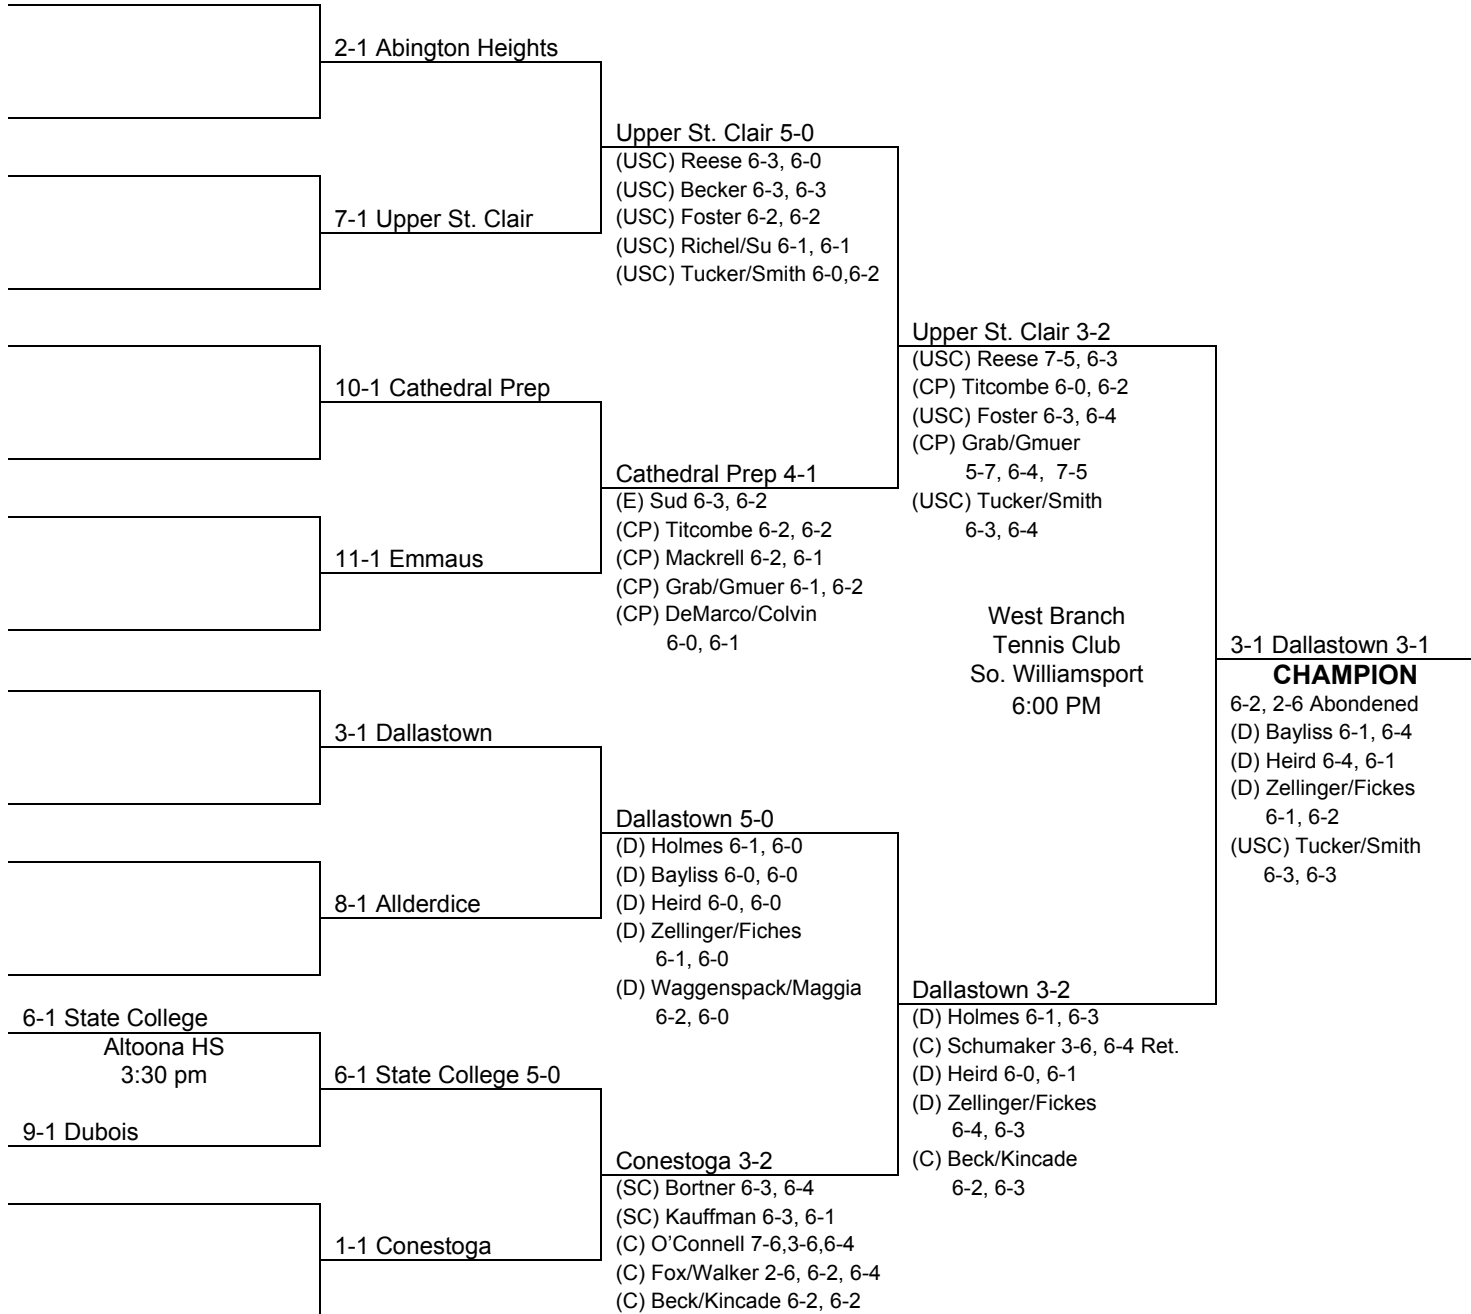 2-1 Abington Heights
7-1 Upper St. Clair
10-1 Cathedral Prep
11-1 Emmaus
3-1 Dallastown
8-1 Allderdice
6-1 State College
Altoona HS
3:30 pm
9-1 Dubois
6-1 State College 5-0
1-1 Conestoga
Upper St. Clair 5-0
(USC) Reese 6-3, 6-0
(USC) Becker 6-3, 6-3
(USC) Foster 6-2, 6-2
(USC) Richel/Su 6-1, 6-1
(USC) Tucker/Smith 6-0,6-2
Cathedral Prep 4-1
(E) Sud 6-3, 6-2
(CP) Titcombe 6-2, 6-2
(CP) Mackrell 6-2, 6-1
(CP) Grab/Gmuer 6-1, 6-2
(CP) DeMarco/Colvin
6-0, 6-1
Dallastown 5-0
(D) Holmes 6-1, 6-0
(D) Bayliss 6-0, 6-0
(D) Heird 6-0, 6-0
(D) Zellinger/Fiches
6-1, 6-0
(D) Waggenspack/Maggia
6-2, 6-0
Conestoga 3-2
(SC) Bortner 6-3, 6-4
(SC) Kauffman 6-3, 6-1
(C) O’Connell 7-6,3-6,6-4
(C) Fox/Walker 2-6, 6-2, 6-4
(C) Beck/Kincade 6-2, 6-2
Upper St. Clair 3-2
(USC) Reese 7-5, 6-3
(CP) Titcombe 6-0, 6-2
(USC) Foster 6-3, 6-4
(CP) Grab/Gmuer
5-7, 6-4, 7-5
(USC) Tucker/Smith
6-3, 6-4
West Branch
Tennis Club
So. Williamsport
6:00 PM
Dallastown 3-2
(D) Holmes 6-1, 6-3
(C) Schumaker 3-6, 6-4 Ret.
(D) Heird 6-0, 6-1
(D) Zellinger/Fickes
6-4, 6-3
(C) Beck/Kincade
6-2, 6-3
3-1 Dallastown 3-1
CHAMPION
6-2, 2-6 Abondened
(D) Bayliss 6-1, 6-4
(D) Heird 6-4, 6-1
(D) Zellinger/Fickes
6-1, 6-2
(USC) Tucker/Smith
6-3, 6-3